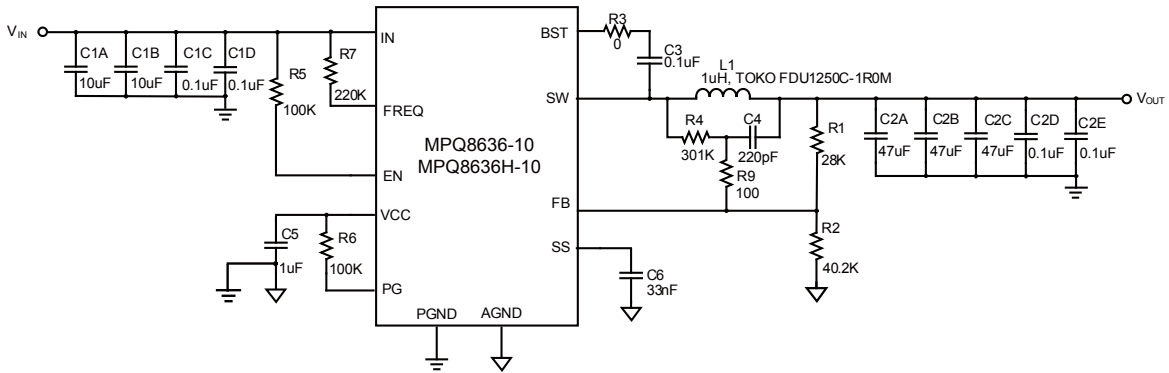 V_IN
C1A
10uF
C1B
10uF
C1C
0.1uF
C1D
0.1uF
R5
100K
R7
220K
IN
FREQ
EN
VCC
PG
C5
1uF
R6
100K
MPQ8636-10
MPQ8636H-10
PGND
AGND
BST
SW
FB
SS
R3
0
C3
0.1uF
L1
1uH, TOKO FDU1250C-1R0M
R4
301K
C4
220pF
R9
100
R1
28K
R2
40.2K
C6
33nF
C2A
47uF
C2B
47uF
C2C
47uF
C2D
0.1uF
C2E
0.1uF
V_OUT